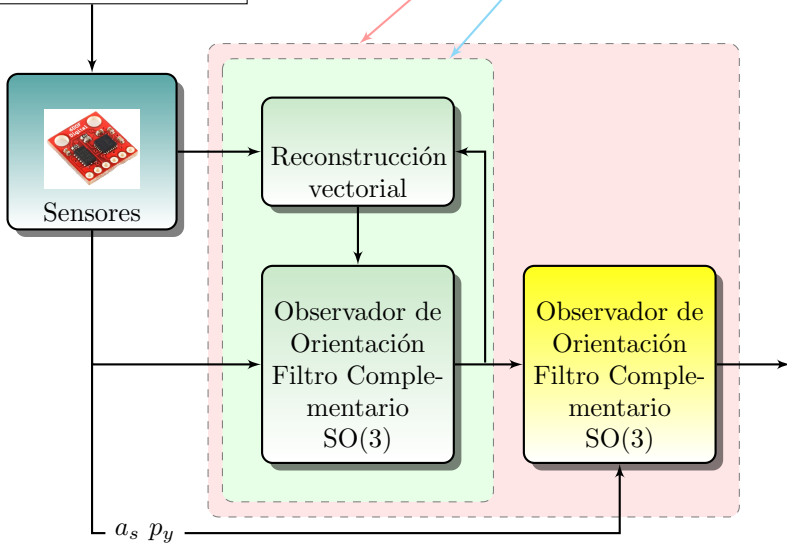 Sensores
Reconstrucción
vectorial
Observador de
Orientación
Filtro Comple-
mentario
SO(3)
Observador de
Orientación
Filtro Comple-
mentario
SO(3)
a_s p_y